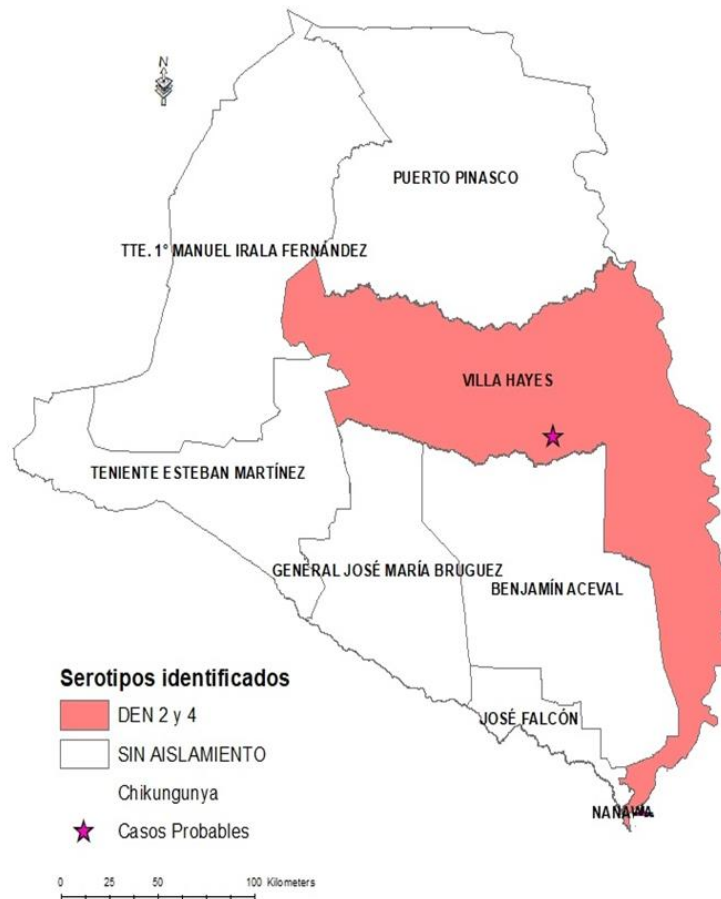 N
PUERTO PINASCO
TTE. 1° MANUEL IRALA FERNÁNDEZ
VILLA HAYES
TENIENTE ESTEBAN MARTÍNEZ
GENERAL JOSÉ MARÍA BRUGUEZ
BENJAMÍN ACEVAL
JOSÉ FALCÓN
NANAWA
Serotipos identificados
DEN 2 y 4
SIN AISLAMIENTO
Chikungunya
Casos Probables
0 25 50 100 Kilometers